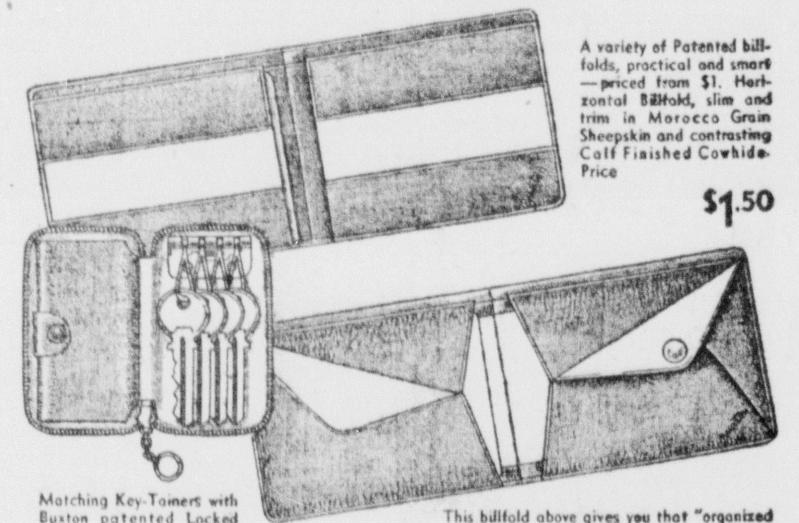 A variety of Patented bill-
folds, practical and smart
—priced from $1. Hori-
zontal Billfold, slim and
trim in Morocco Grain
Sheepskin and contrasting
Calf Finished Cowhide.
Price
$1.50
Matching Key-Tainers with
Buxton patented Locked
This billfold above gives you that "organized